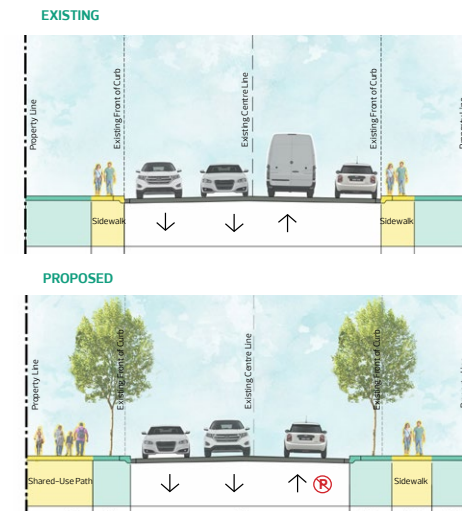 EXISTING
Property Line
Existing Front of Curb
Existing Centre Line
Existing Front of Curb
Sidewalk
Sidewalk
PROPOSED
Property Line
Existing Front of Curb
Existing Centre Line
Existing Front of Curb
P
Shared-Use Path
Sidewalk